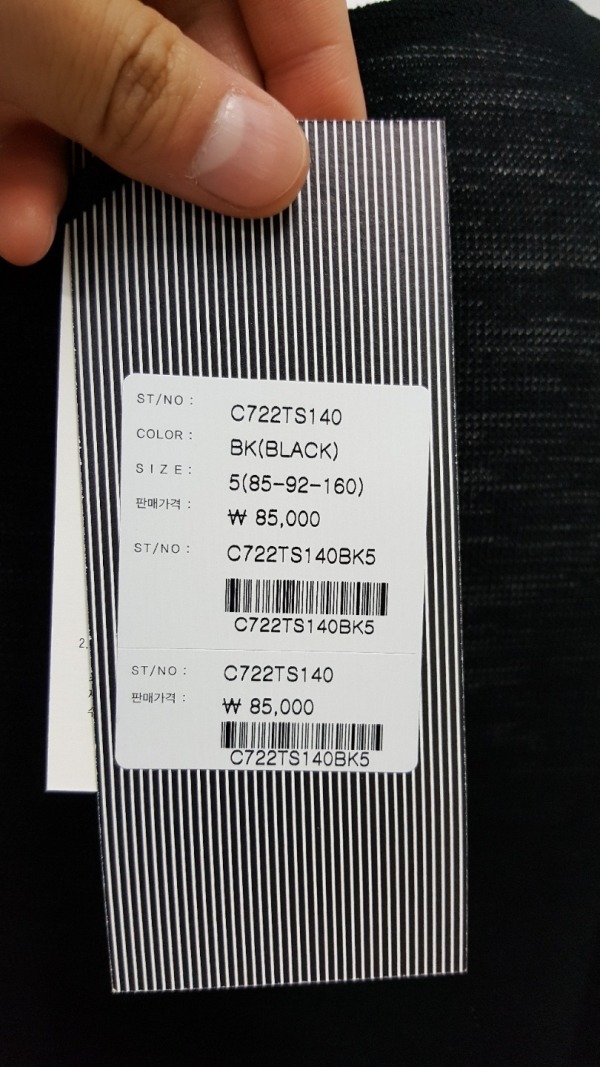 ST/NO : C722TS140
COLOR : BK(BLACK)
SIZE : 5(85-92-160)
판매가격 : ₩ 85,000
ST/NO : C722TS140BK5
C722TS140BK5
ST/NO : C722TS140
판매가격 : ₩ 85,000
C722TS140BK5
2.